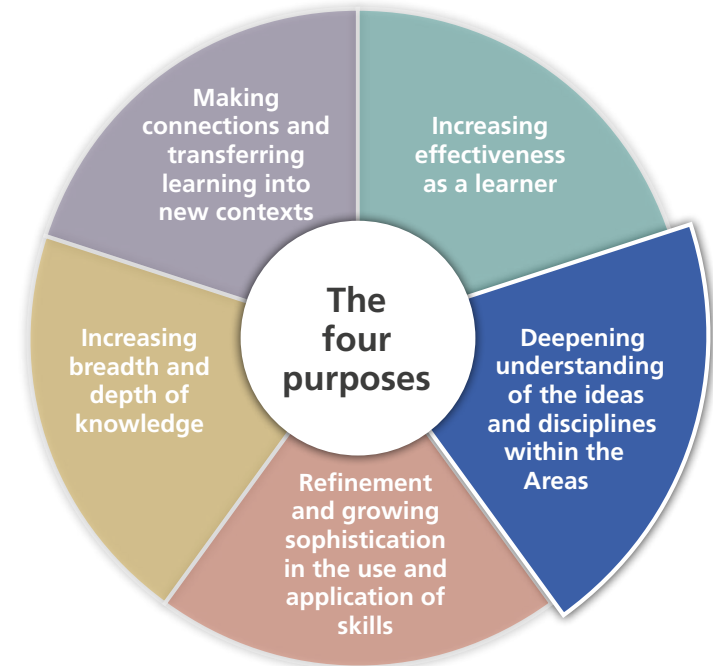 The
four
purposes
Increasing
effectiveness
as a learner
Deepening
understanding
of the ideas
and disciplines
within the
Areas
Refinement
and growing
sophistication
in the use and
application of
skills
Increasing
breadth and
depth of
knowledge
Making
connections and
transferring
learning into
new contexts